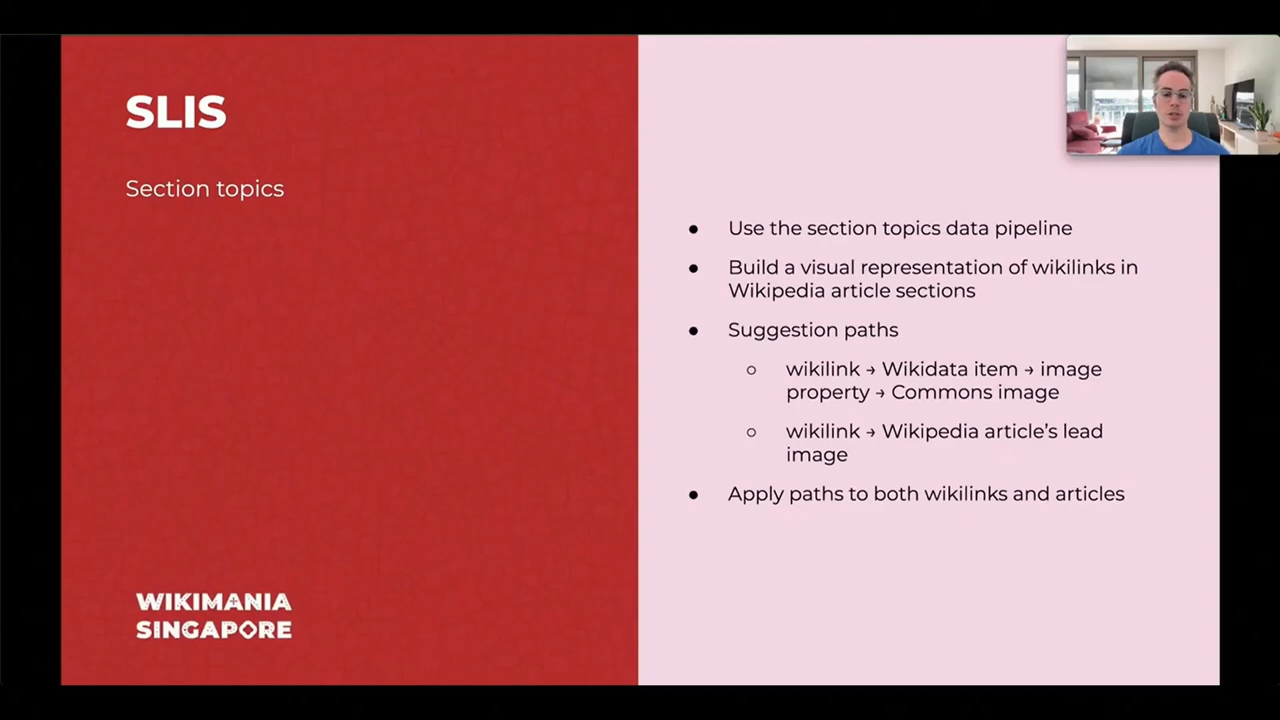 SLIS
Section topics
● Use the section topics data pipeline
● Build a visual representation of wikilinks in
Wikipedia article sections
● Suggestion paths
○ wikilink → Wikidata item → image
property → Commons image
○ wikilink → Wikipedia article’s lead
image
● Apply paths to both wikilinks and articles
WIKIMANIA
SINGAPORE